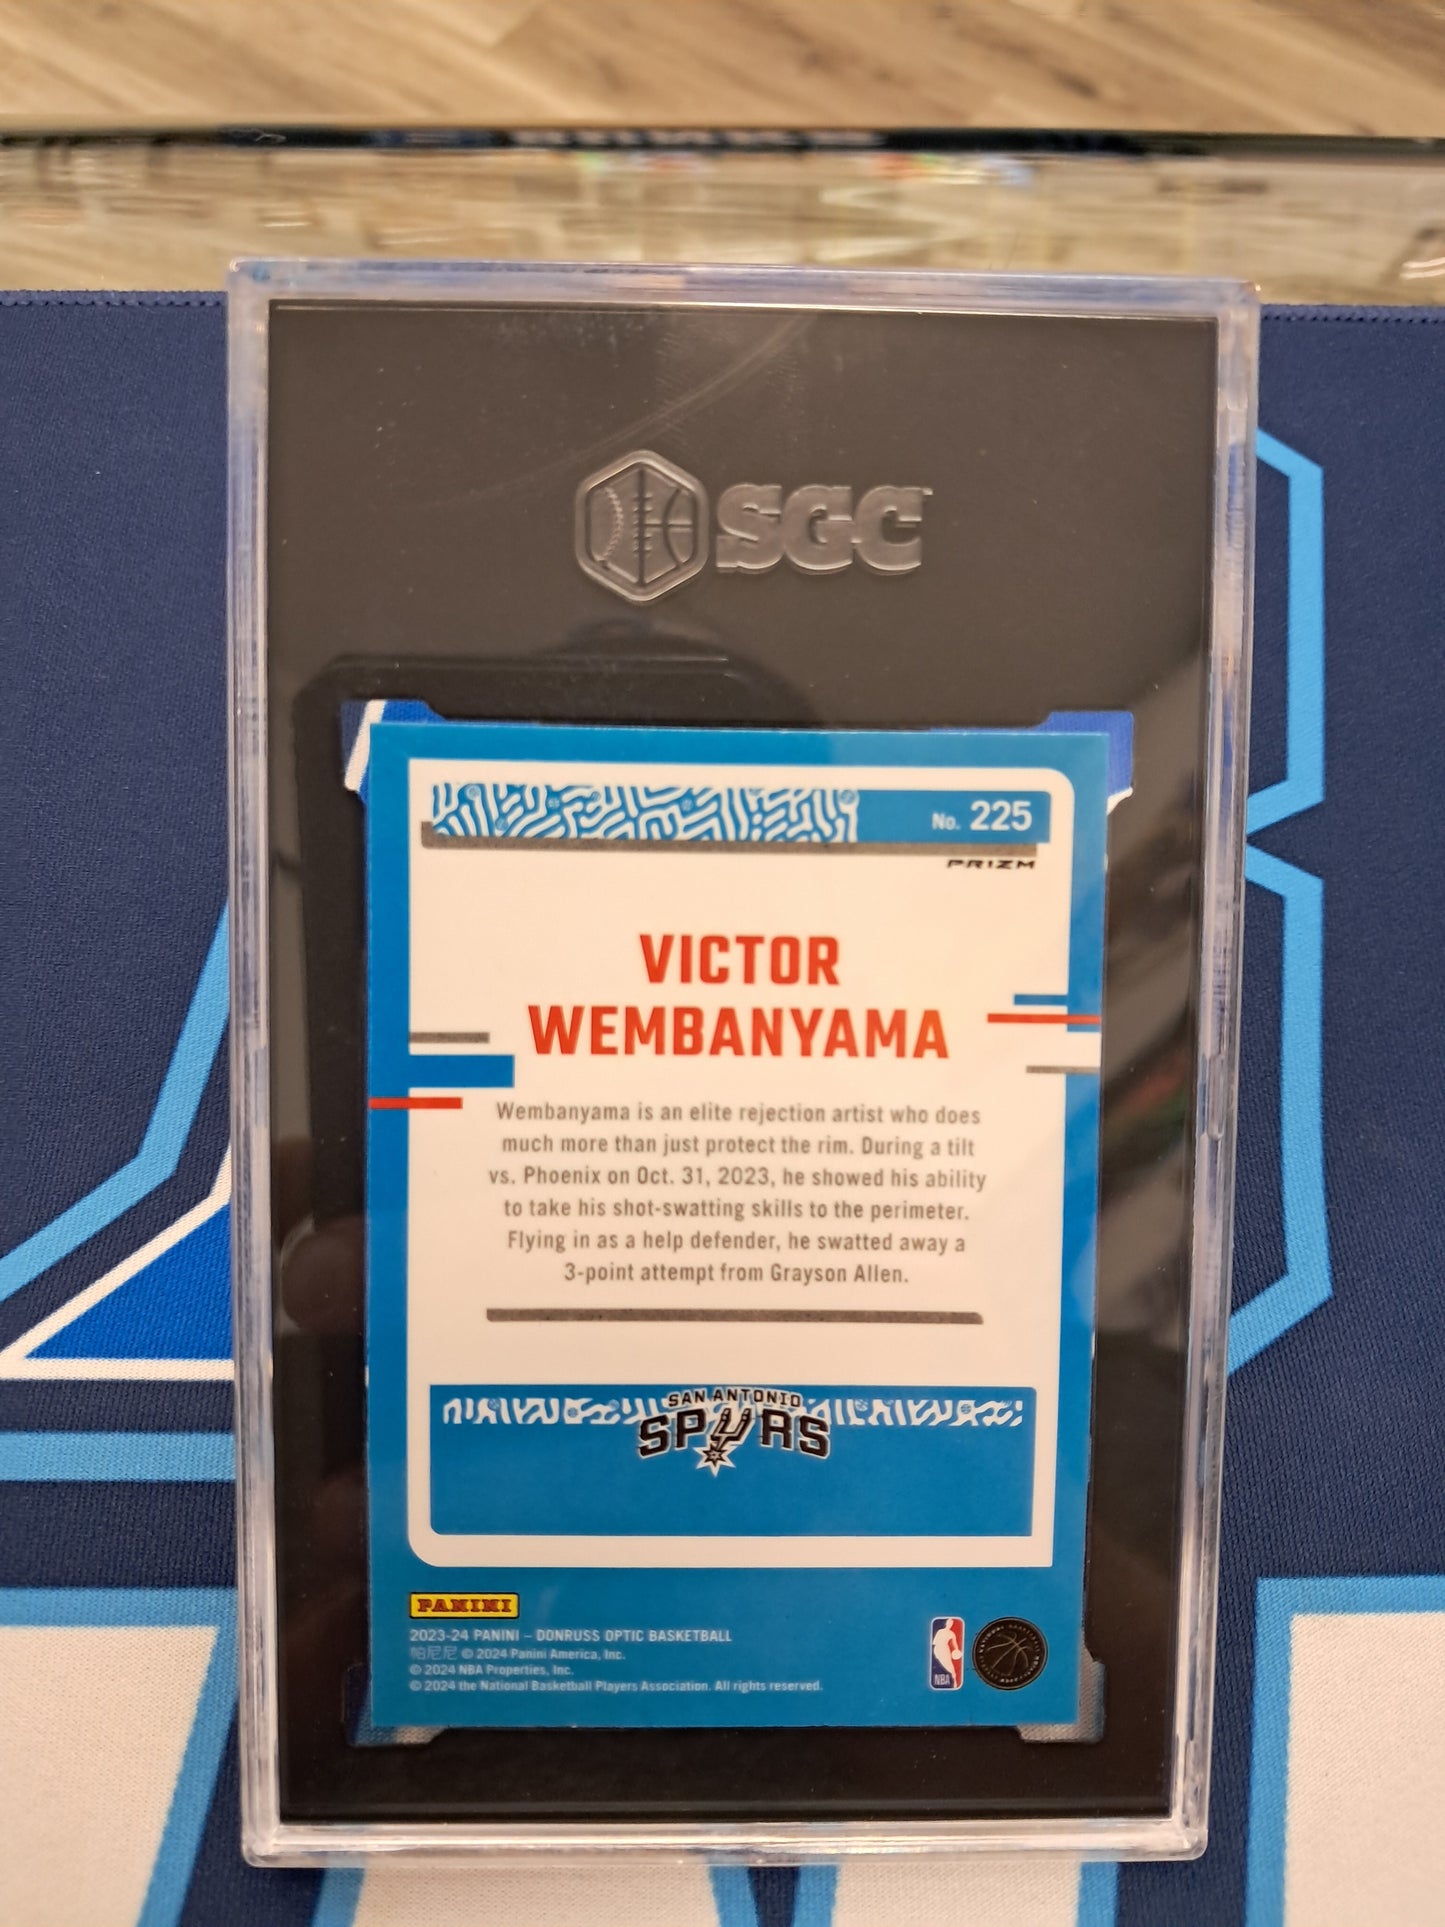 SGC
No. 225
PRIZM
VICTOR
WEMBANYAMA
Wembanyama is an elite rejection artist who does
much more than just protect the rim. During a tilt
vs. Phoenix on Oct. 31, 2023, he showed his ability
to take his shot-swatting skills to the perimeter.
Flying in as a help defender, he swatted away a
3-point attempt from Grayson Allen.
SAN ANTONIO
SPURS
PANINI
2023-24 PANINI – DONRUSS OPTIC BASKETBALL
帕尼尼 © 2024 Panini America, Inc.
© 2024 NBA Properties, Inc.
© 2024 the National Basketball Players Association. All rights reserved.
NBA